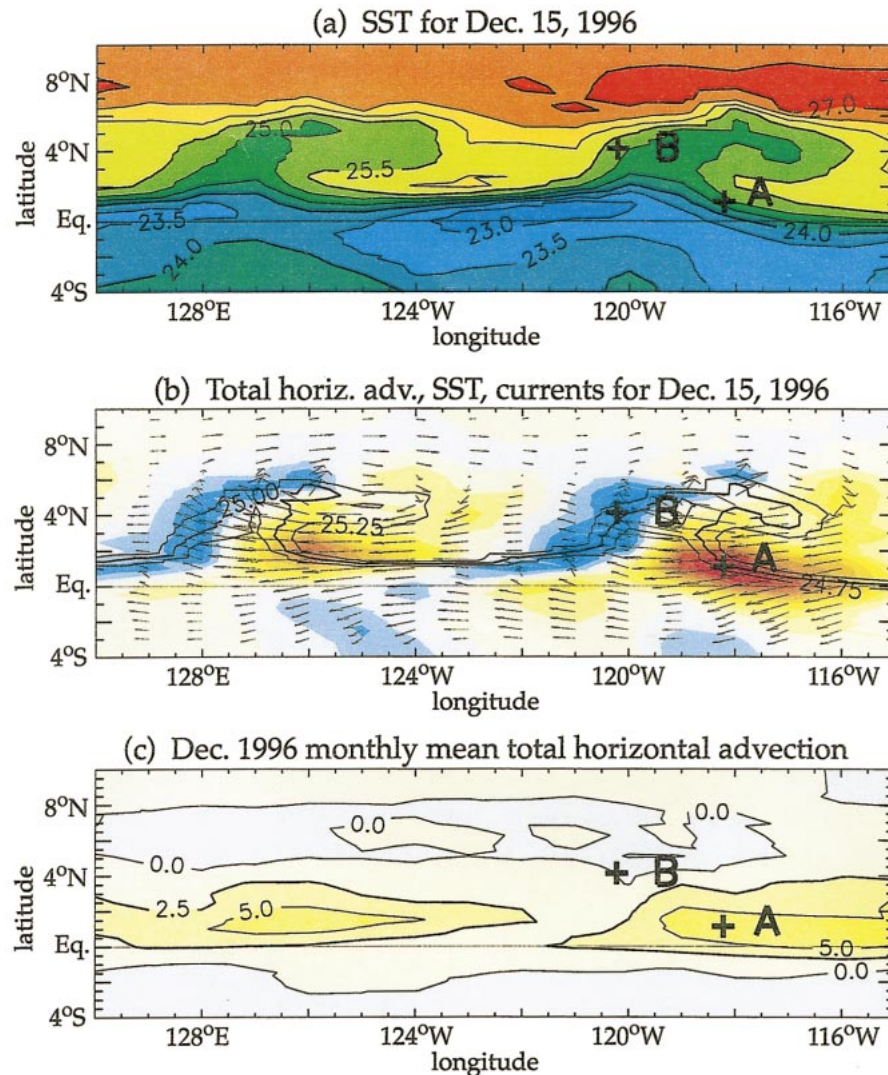 (a) SST for Dec. 15, 1996
8°N
4°N
Eq.
4°S
latitude
25.0
25.5
27.0
23.5
24.0
23.0
23.5
24.0
B
A
128°E
124°W
120°W
116°W
longitude
(b) Total horiz. adv., SST, currents for Dec. 15, 1996
8°N
4°N
Eq.
4°S
latitude
25.00
25.25
24.75
B
A
128°E
124°W
120°W
116°W
longitude
(c) Dec. 1996 monthly mean total horizontal advection
8°N
4°N
Eq.
4°S
latitude
0.0
0.0
0.0
2.5
5.0
5.0
0.0
B
A
128°E
124°W
120°W
116°W
longitude